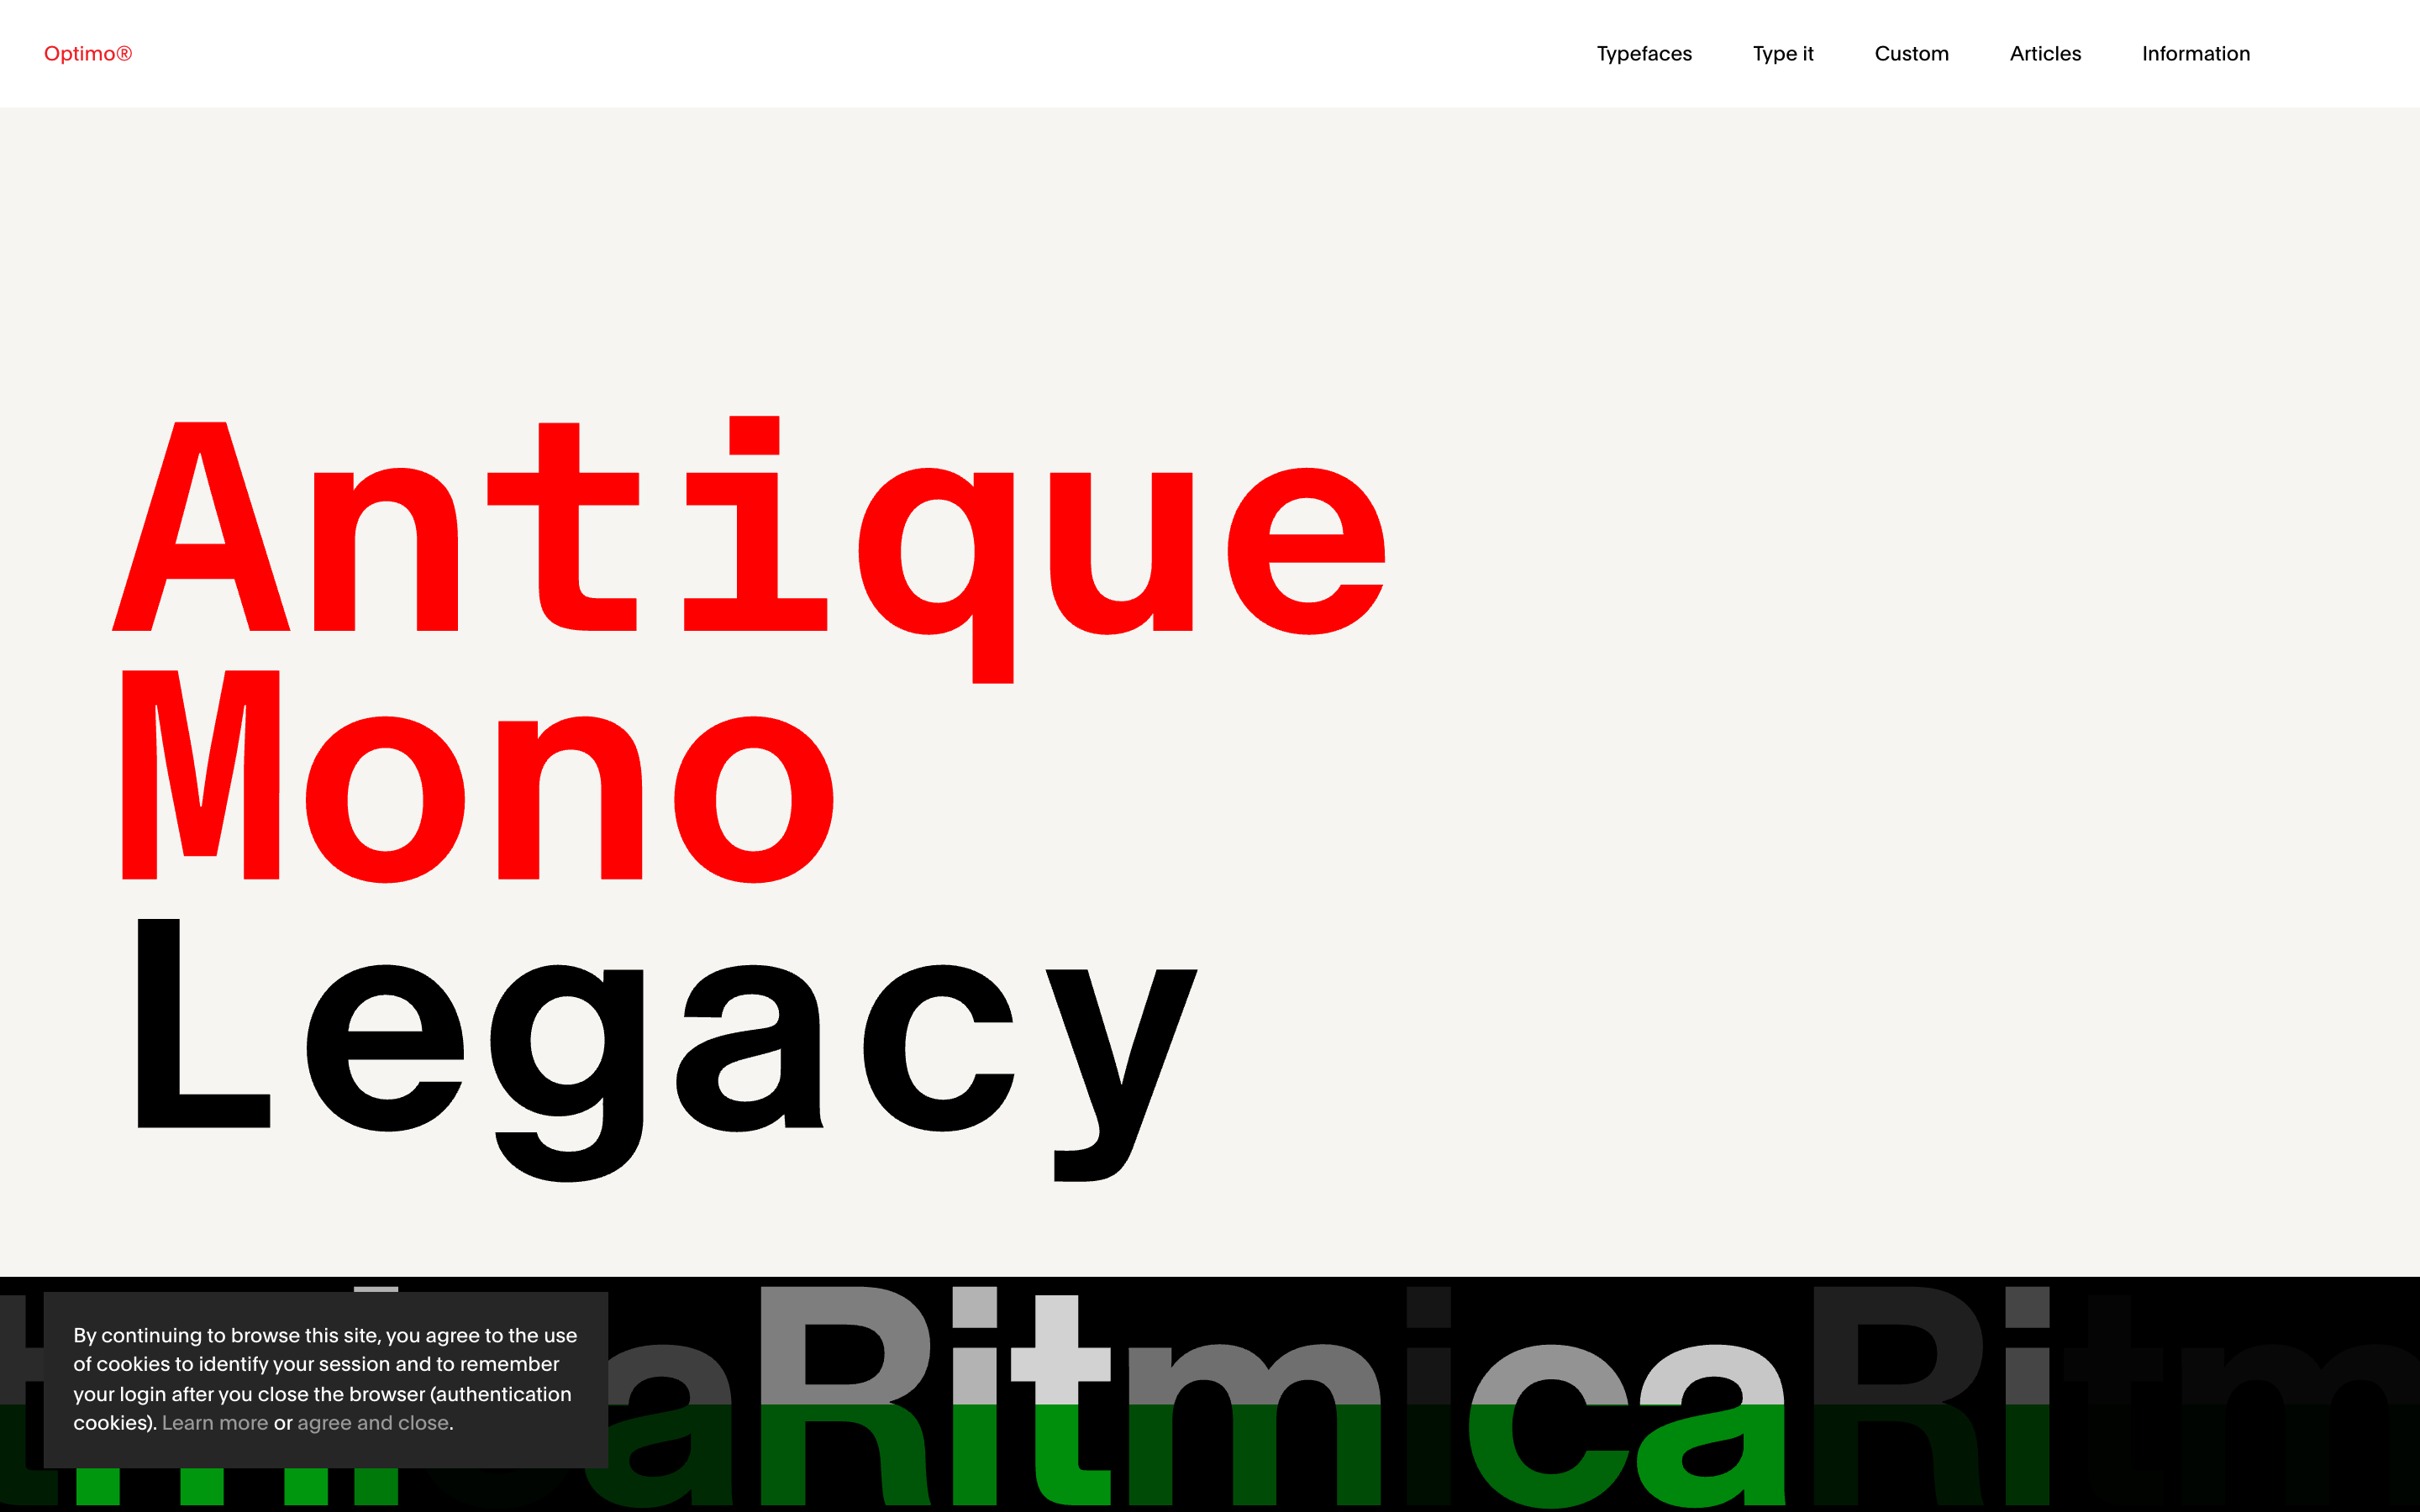 Optimo®
Typefaces Type it Custom Articles Information
Antique
Mono
Legacy
aRitmicaRitm
By continuing to browse this site, you agree to the use
of cookies to identify your session and to remember
your login after you close the browser (authentication
cookies). Learn more or agree and close.